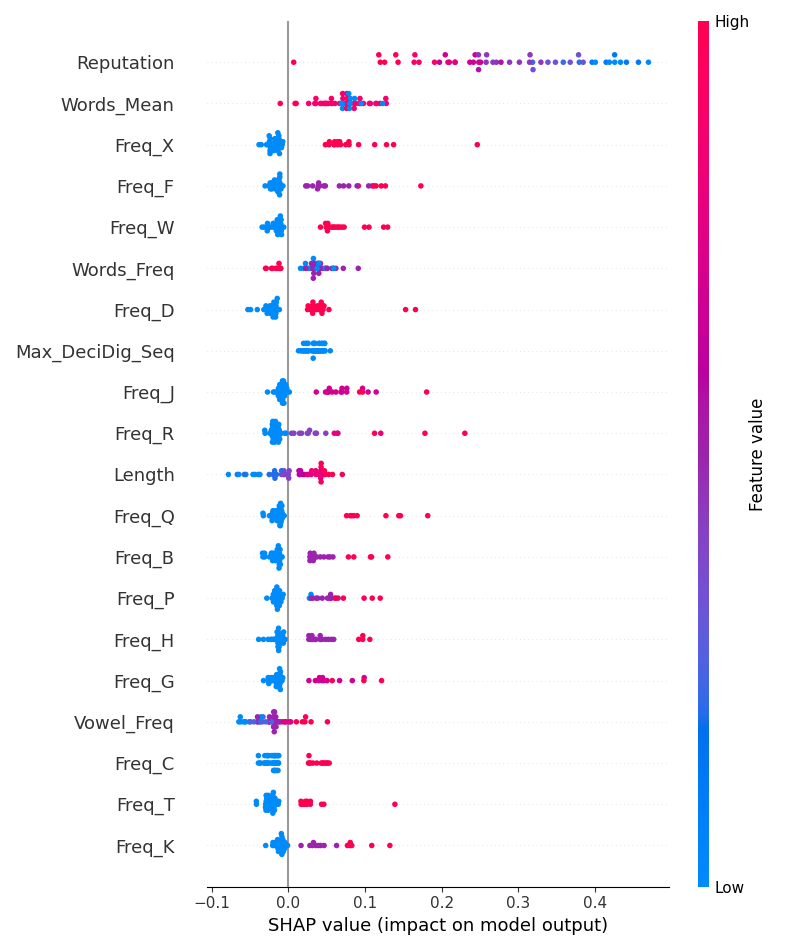 High
Reputation
Words_Mean
Freq_X
Freq_F
Freq_W
Words_Freq
Freq_D
Max_DeciDig_Seq
Freq_J
Freq_R
Length
Freq_Q
Freq_B
Freq_P
Freq_H
Freq_G
Vowel_Freq
Freq_C
Freq_T
Freq_K
Feature value
Low
−0.1 0.0 0.1 0.2 0.3 0.4
SHAP value (impact on model output)